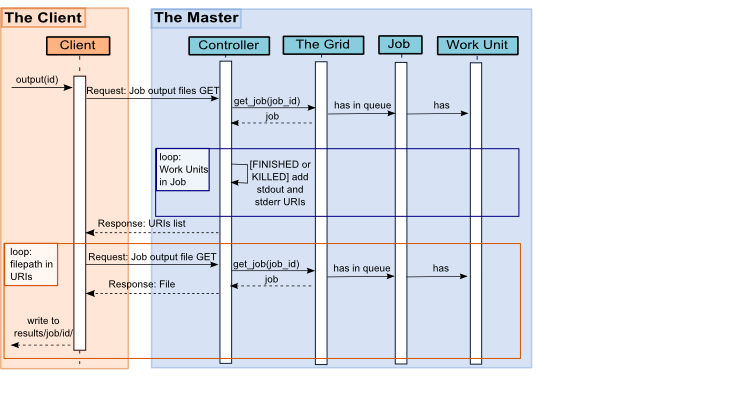 The Client
The Master
Client
Controller
The Grid
Job
Work Unit
output(id)
Request: Job output files GET
get_job(job_id)
has in queue
has
job
loop:
Work Units
in Job
[FINISHED or
KILLED] add
stdout and
stderr URIs
Response: URIs list
loop:
filepath in
URIs
Request: Job output file GET
get_job(job_id)
has in queue
has
job
Response: File
write to
results/job/id/